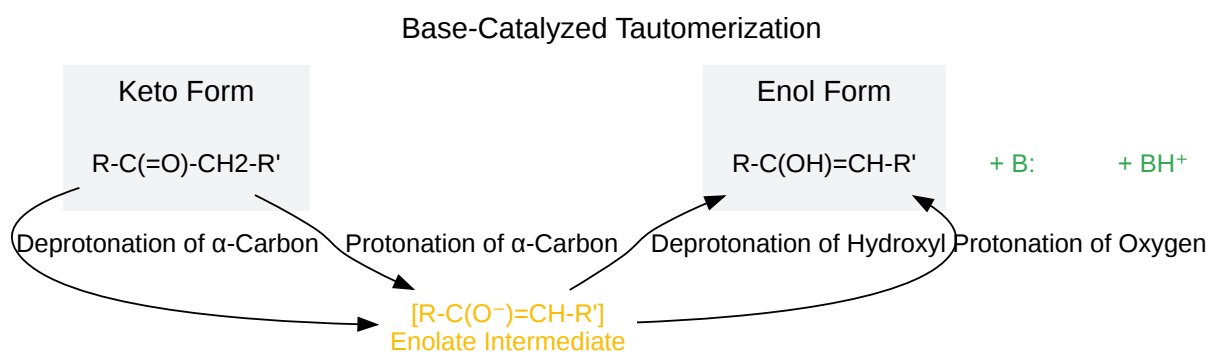 Base-Catalyzed Tautomerization
Keto Form
Enol Form
R-C(=O)-CH2-R'
R-C(OH)=CH-R'
+ B:
+ BH⁺
Deprotonation of α-Carbon
Protonation of α-Carbon
Deprotonation of Hydroxyl
Protonation of Oxygen
[R-C(O⁻)=CH-R']
Enolate Intermediate